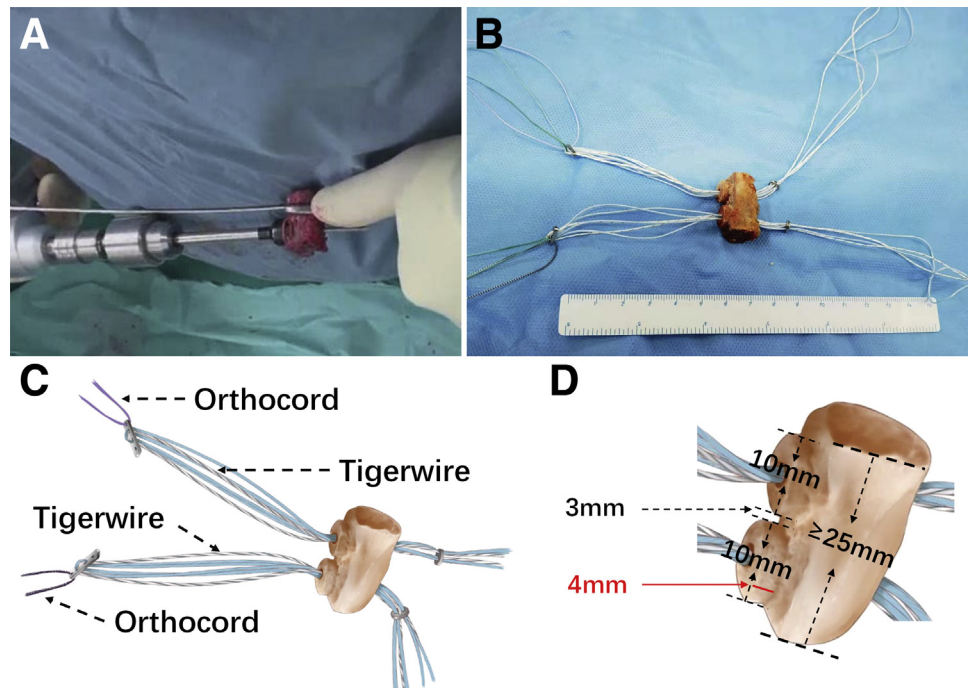 A
B
C
Orthocord
Tigerwire
Tigerwire
Orthocord
D
10mm
3mm
≥25mm
10mm
4mm